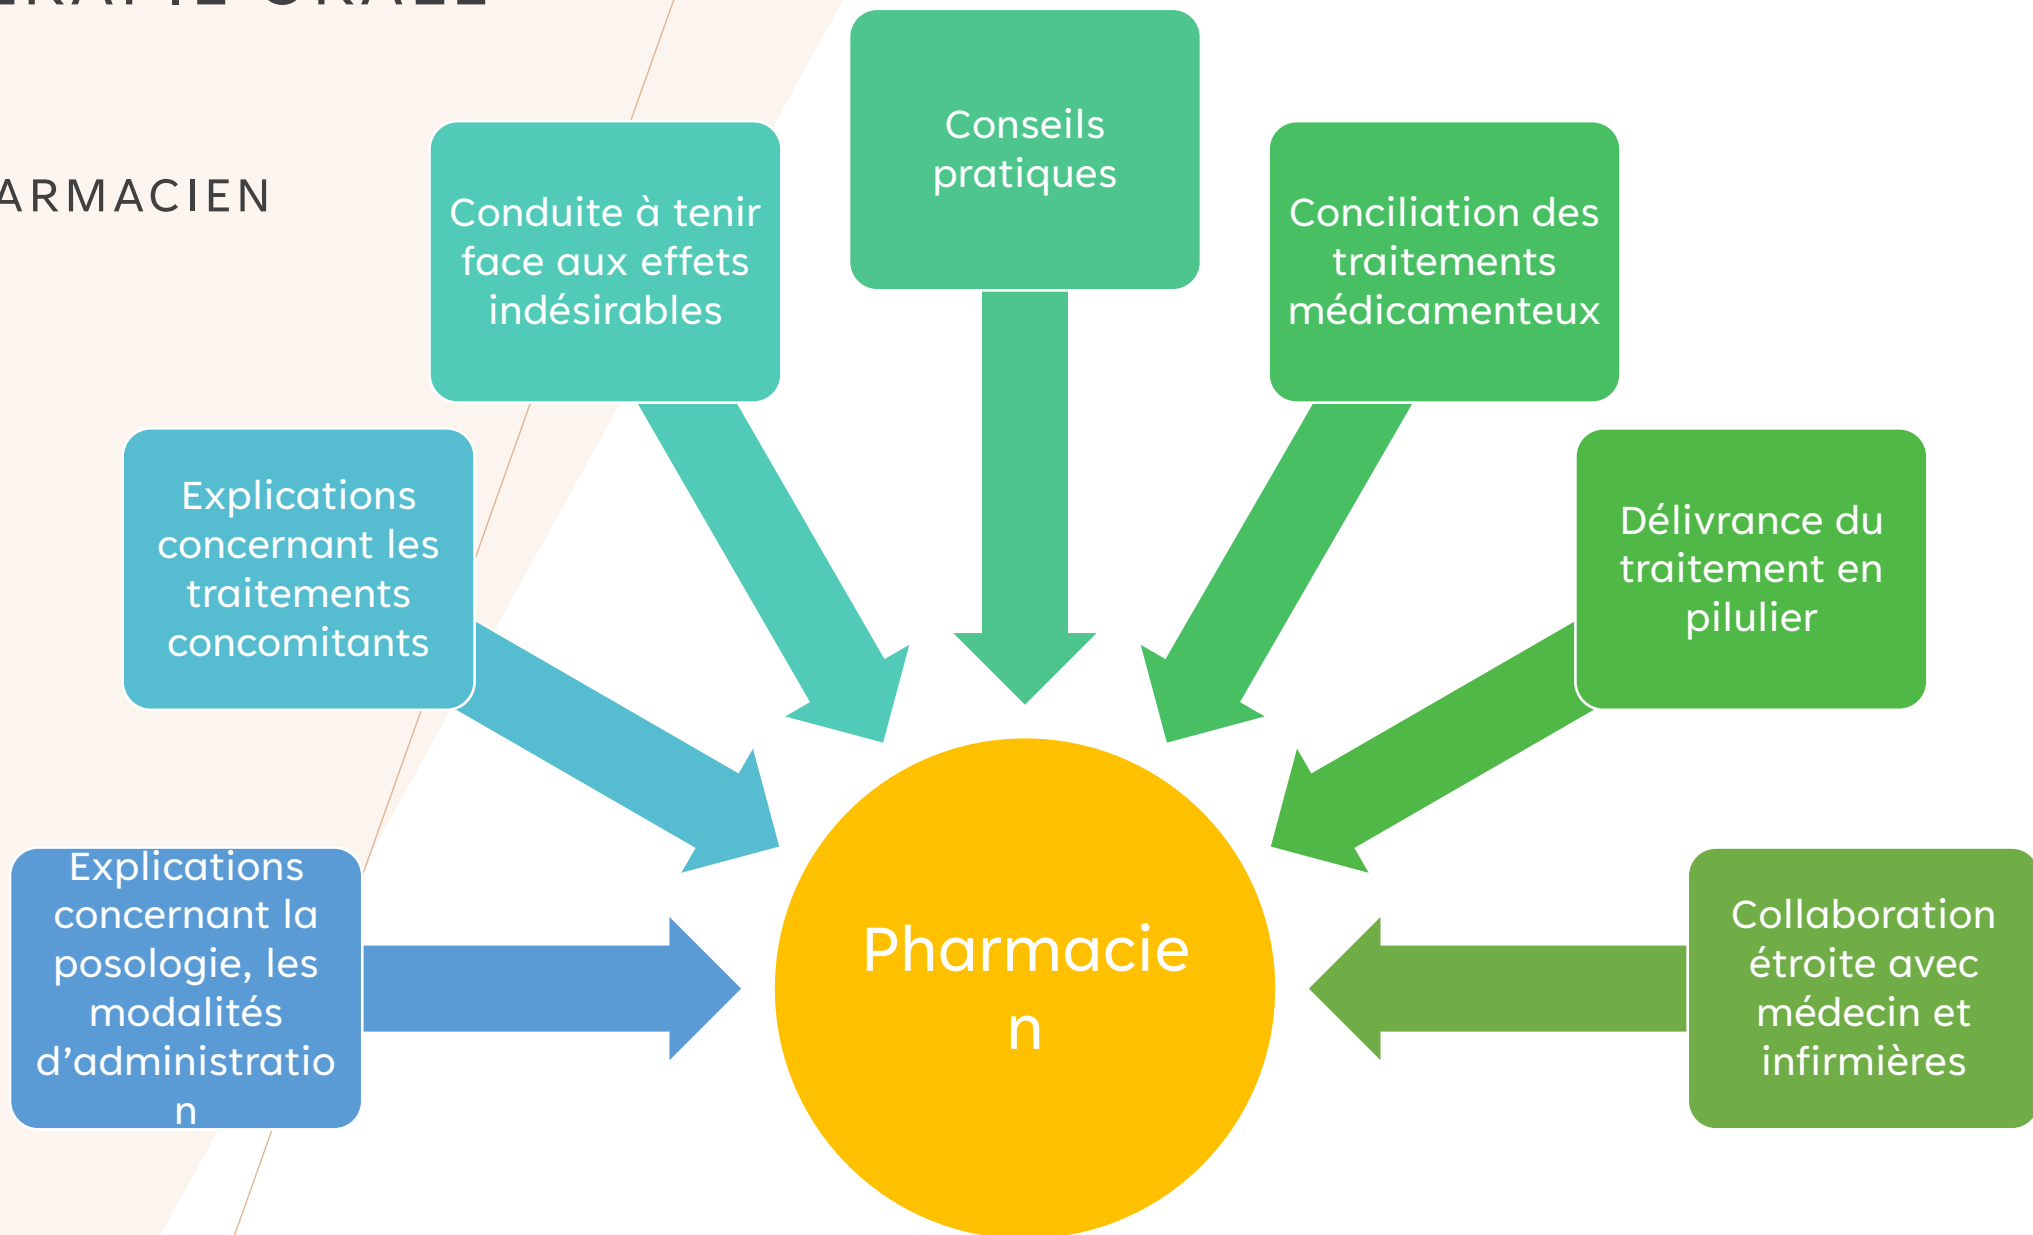 ARMACIEN
Conseils
pratiques
Conduite à tenir
face aux effets
indésirables
Conciliation des
traitements
médicamenteux
Explications
concernant les
traitements
concomitants
Délivrance du
traitement en
pilulier
Explications
concernant la
posologie, les
modalités
d’administratio
n
Pharmacie
n
Collaboration
étroite avec
médecin et
infirmières